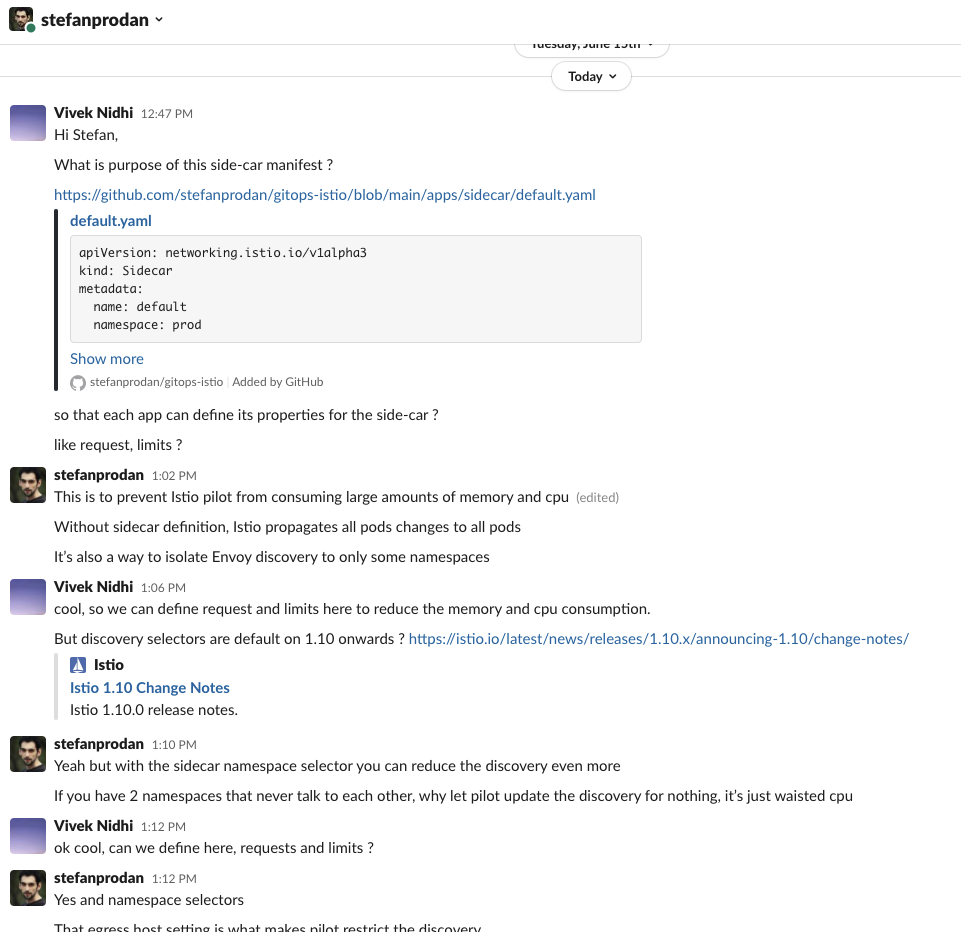 stefanprodan
Tuesday, June 15th
Today
Vivek Nidhi 12:47 PM
Hi Stefan,
What is purpose of this side-car manifest ?
https://github.com/stefanprodan/gitops-istio/blob/main/apps/sidecar/default.yaml
default.yaml
apiVersion: networking.istio.io/v1alpha3
kind: Sidecar
metadata:
  name: default
  namespace: prod
Show more
stefanprodan/gitops-istio | Added by GitHub
so that each app can define its properties for the side-car ?
like request, limits ?
stefanprodan 1:02 PM
This is to prevent Istio pilot from consuming large amounts of memory and cpu (edited)
Without sidecar definition, Istio propagates all pods changes to all pods
It's also a way to isolate Envoy discovery to only some namespaces
Vivek Nidhi 1:06 PM
cool, so we can define request and limits here to reduce the memory and cpu consumption.
But discovery selectors are default on 1.10 onwards ? https://istio.io/latest/news/releases/1.10.x/announcing-1.10/change-notes/
Istio
Istio 1.10 Change Notes
Istio 1.10.0 release notes.
stefanprodan 1:10 PM
Yeah but with the sidecar namespace selector you can reduce the discovery even more
If you have 2 namespaces that never talk to each other, why let pilot update the discovery for nothing, it's just waisted cpu
Vivek Nidhi 1:12 PM
ok cool, can we define here, requests and limits ?
stefanprodan 1:12 PM
Yes and namespace selectors
That egress host setting is what makes pilot restrict the discovery